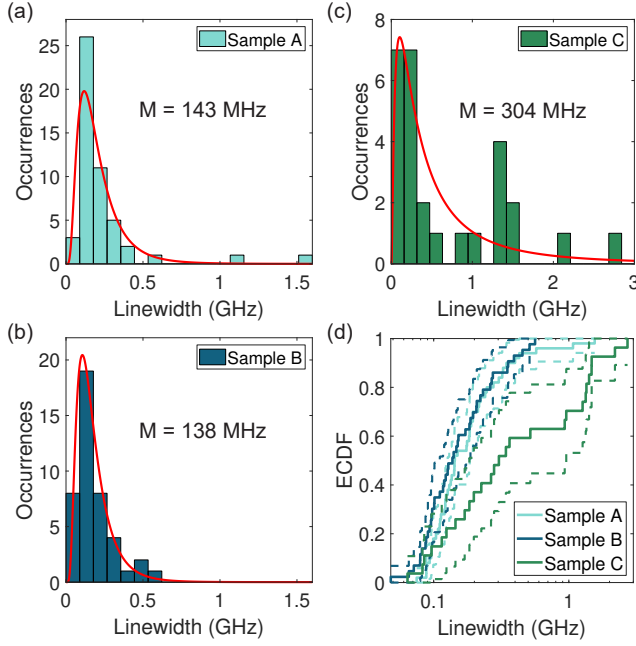 (a)
Sample A
M = 143 MHz
Occurrences
25
20
15
10
5
0
0 0.5 1 1.5
Linewidth (GHz)
(c)
Sample C
M = 304 MHz
Occurrences
8
6
4
2
0
0 1 2 3
Linewidth (GHz)
(b)
Sample B
M = 138 MHz
Occurrences
20
15
10
5
0
0 0.5 1 1.5
Linewidth (GHz)
(d)
ECDF
1
0.8
0.6
0.4
0.2
0
Sample A
Sample B
Sample C
0.1 1
Linewidth (GHz)